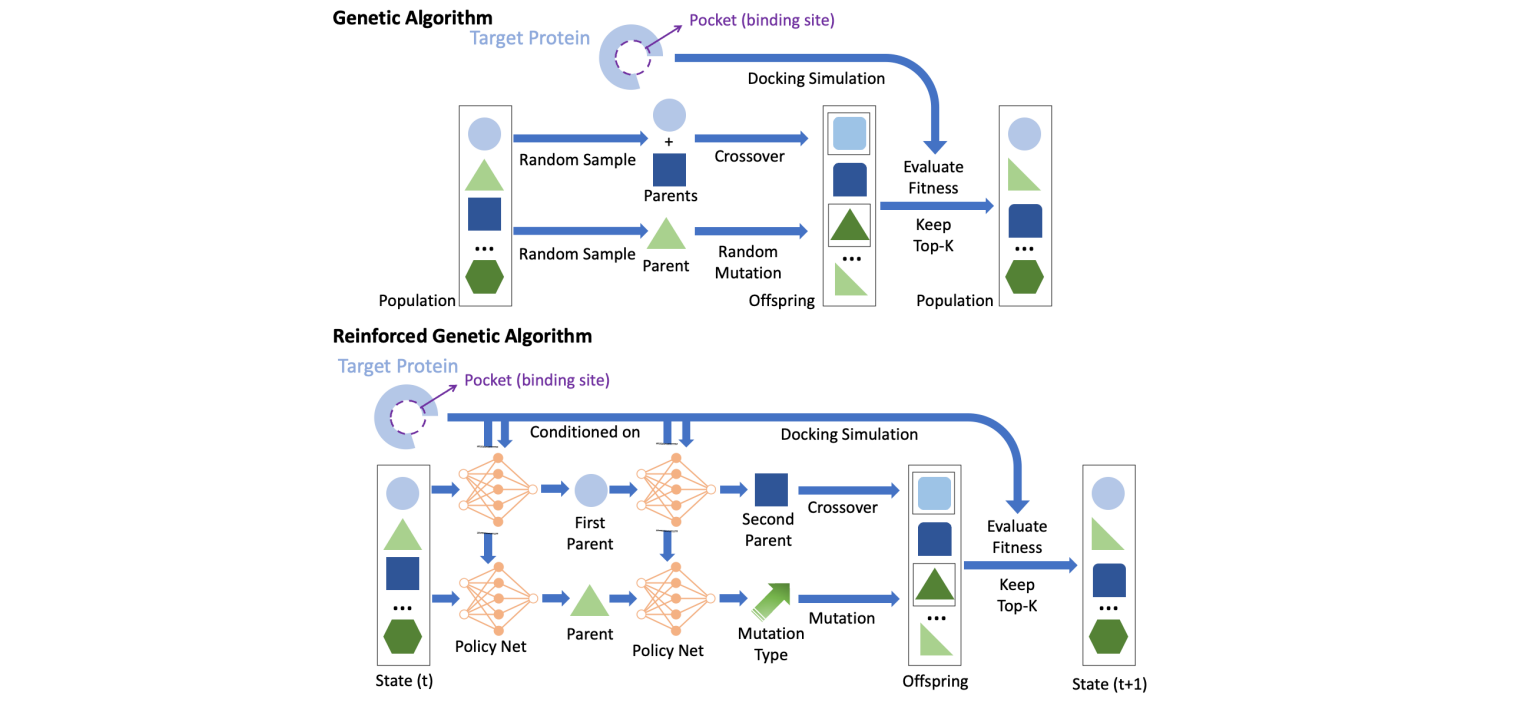 Genetic Algorithm
Pocket (binding site)
Target Protein
Docking Simulation
+
Random Sample
Crossover
Parents
Evaluate
Fitness
Keep
Top-K
Random Sample
Parent
Random
Mutation
...
...
...
Population
Offspring
Population
Reinforced Genetic Algorithm
Target Protein
Pocket (binding site)
Conditioned on
Docking Simulation
First
Parent
Second
Parent
Crossover
Evaluate
Fitness
Keep
Top-K
Policy Net
Parent
Policy Net
Mutation
Type
Mutation
...
...
...
State (t)
Offspring
State (t+1)